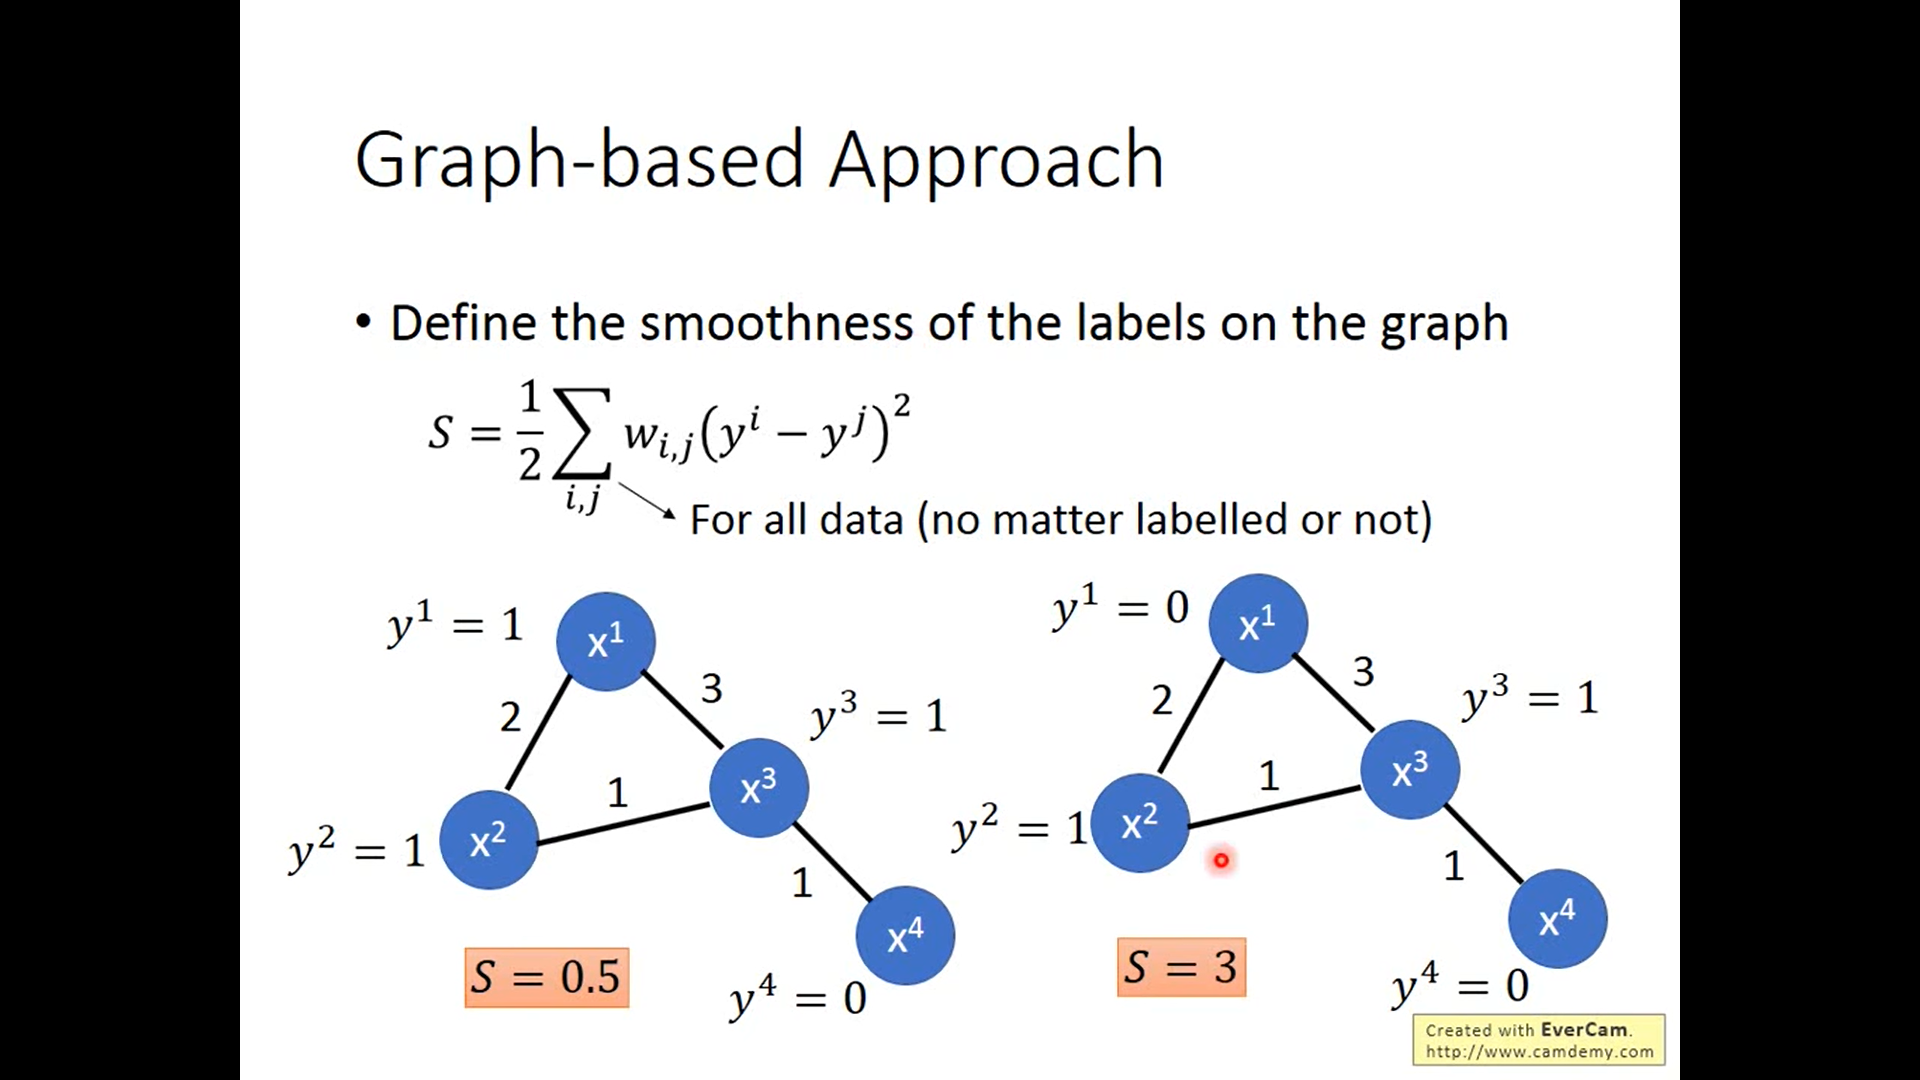 Graph-based Approach
• Define the smoothness of the labels on the graph
S = 1/2 ∑_{i,j} w_{i,j}(y^i − y^j)^2
For all data (no matter labelled or not)
y^1 = 1
x^1
2
3
y^3 = 1
x^3
1
y^2 = 1
x^2
1
x^4
S = 0.5
y^4 = 0
y^1 = 0
x^1
2
3
y^3 = 1
x^3
1
y^2 = 1
x^2
1
x^4
S = 3
y^4 = 0
Created with EverCam.
http://www.camdemy.com